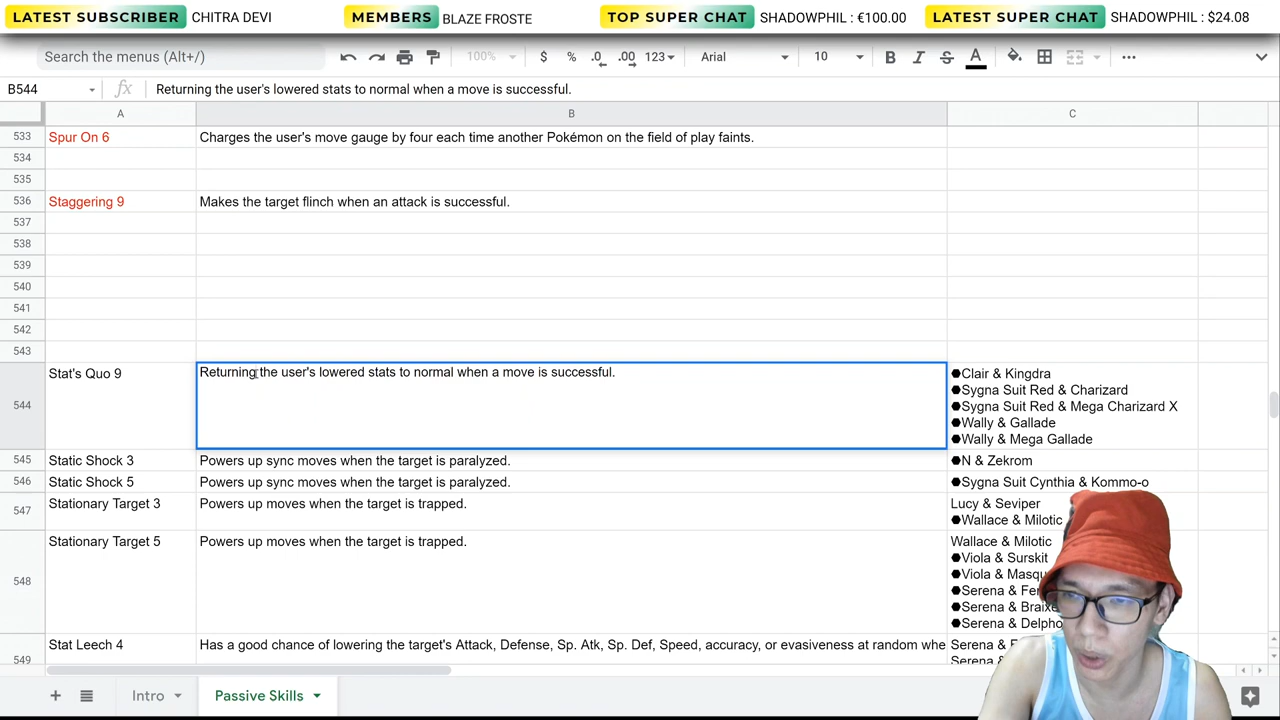 LATEST SUBSCRIBER CHITRA DEVI MEMBERS BLAZE FROSTE TOP SUPER CHAT SHADOWPHIL : €100.00 LATEST SUPER CHAT SHADOWPHIL : $24.08
Search the menus (Alt+/) 100% $ % .0 .00 123 Arial 10 B I S A
B544 fx Returning the user's lowered stats to normal when a move is successful.
A B C
533 Spur On 6 Charges the user's move gauge by four each time another Pokémon on the field of play faints.
534
535
536 Staggering 9 Makes the target flinch when an attack is successful.
537
538
539
540
541
542
543
544 Stat's Quo 9 Returning the user's lowered stats to normal when a move is successful.
●Clair & Kingdra
●Sygna Suit Red & Charizard
●Sygna Suit Red & Mega Charizard X
●Wally & Gallade
●Wally & Mega Gallade
545 Static Shock 3 Powers up sync moves when the target is paralyzed. ●N & Zekrom
546 Static Shock 5 Powers up sync moves when the target is paralyzed. ●Sygna Suit Cynthia & Kommo-o
547 Stationary Target 3 Powers up moves when the target is trapped. Lucy & Seviper
●Wallace & Milotic
548 Stationary Target 5 Powers up moves when the target is trapped. Wallace & Milotic
●Viola & Surskit
●Viola &
●Serena &
●Serena &
●Serena &
549 Stat Leech 4 Has a good chance of lowering the target's Attack, Defense, Sp. Atk, Sp. Def, Speed, accuracy, or evasiveness at random Serena &
Intro Passive Skills